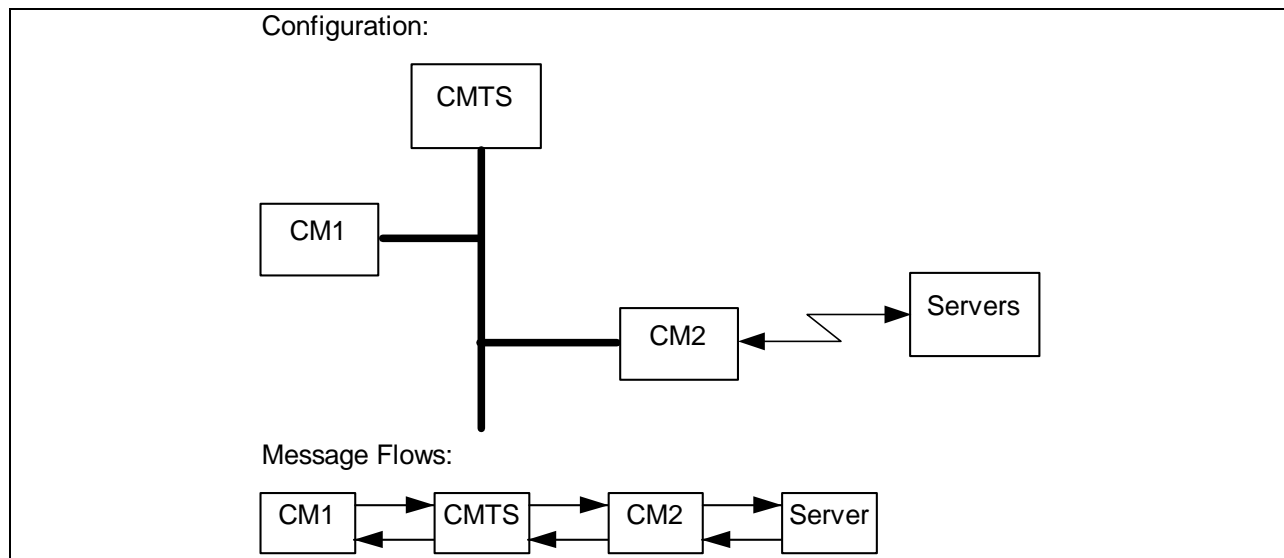 Configuration:
CMTS
CM1
CM2
Servers
Message Flows:
CM1 CMTS CM2 Server